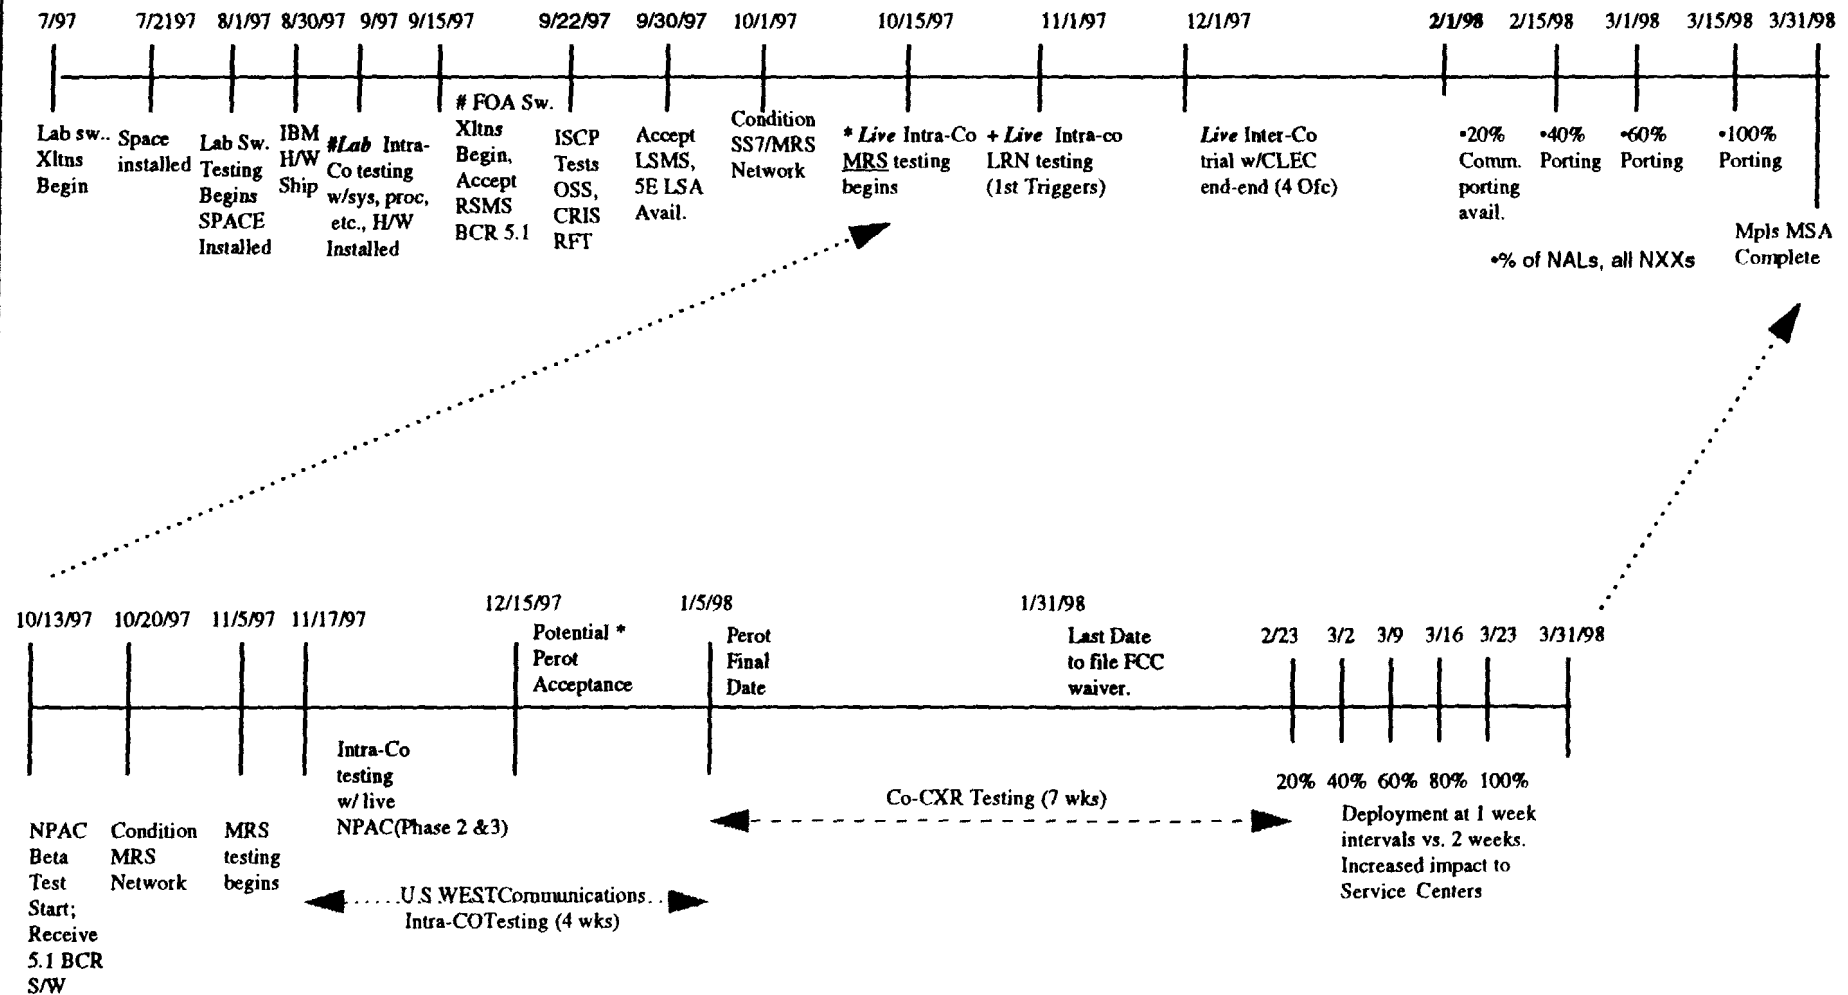 7/97 7/2197 8/1/97 8/30/97 9/97 9/15/97 9/22/97 9/30/97 10/1/97 10/15/97 11/1/97 12/1/97 2/1/98 2/15/98 3/1/98 3/15/98 3/31/98
Lab sw..
Xltns
Begin
Space
installed
Lab Sw.
Testing
Begins
SPACE
Installed
IBM
H/W
Ship
#Lab Intra-
Co testing
w/sys, proc,
etc., H/W
Installed
# FOA Sw.
Xltns
Begin,
Accept
RSMS
BCR 5.1
ISCP
Tests
OSS,
CRIS
RFT
Accept
LSMS,
5E LSA
Avail.
Condition
SS7/MRS
Network
* Live Intra-Co
MRS testing
begins
+ Live Intra-co
LRN testing
(1st Triggers)
Live Inter-Co
trial w/CLEC
end-end (4 Ofc)
•20%
Comm.
porting
avail.
•40%
Porting
•60%
Porting
•100%
Porting
Mpls MSA
Complete
•% of NALs, all NXXs
10/13/97 10/20/97 11/5/97 11/17/97 12/15/97 1/5/98 1/31/98 2/23 3/2 3/9 3/16 3/23 3/31/98
Potential *
Perot
Acceptance
Perot
Final
Date
Last Date
to file FCC
waiver.
NPAC
Beta
Test
Start;
Receive
5.1 BCR
S/W
Condition
MRS
Network
MRS
testing
begins
Intra-Co
testing
w/ live
NPAC(Phase 2 &3)
U.S WESTCommunications
Intra-COTesting (4 wks)
Co-CXR Testing (7 wks)
20% 40% 60% 80% 100%
Deployment at 1 week
intervals vs. 2 weeks.
Increased impact to
Service Centers